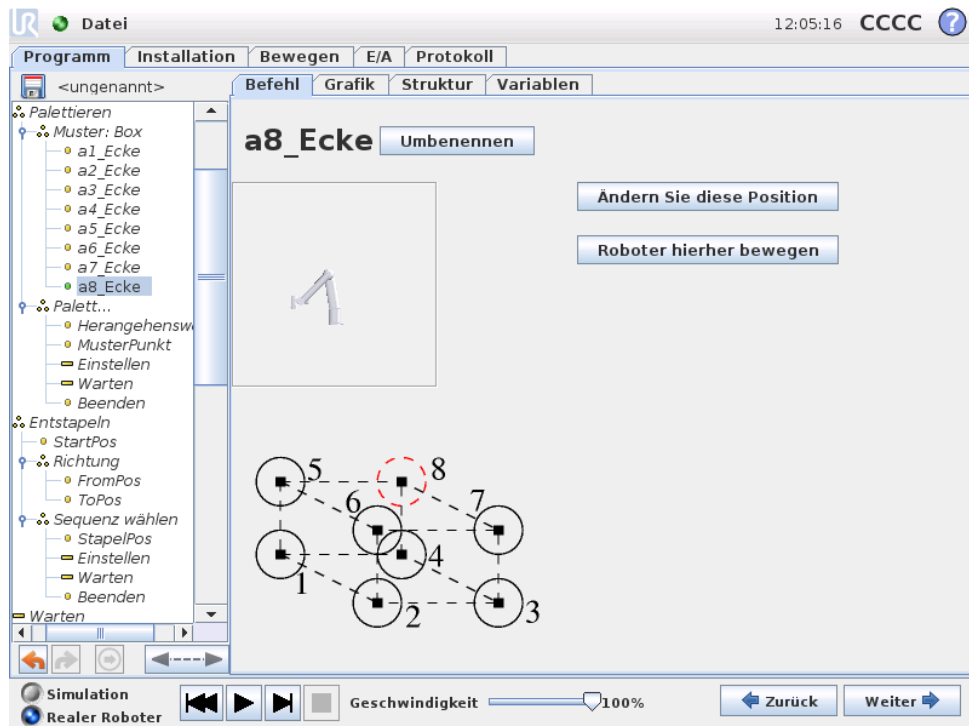 UR Datei 12:05:16 CCCC ?
Programm Installation Bewegen E/A Protokoll
<ungenannt>
Befehl Grafik Struktur Variablen
Palettieren
Muster: Box
a1_Ecke
a2_Ecke
a3_Ecke
a4_Ecke
a5_Ecke
a6_Ecke
a7_Ecke
a8_Ecke
Palett...
Herangehenswe
MusterPunkt
Einstellen
Warten
Beenden
Entstapeln
StartPos
Richtung
FromPos
ToPos
Sequenz wählen
StapelPos
Einstellen
Warten
Beenden
Warten
a8_Ecke Umbenennen
Ändern Sie diese Position
Roboter hierher bewegen
5 8
6 7
1 4
2 3
Simulation
Realer Roboter
Geschwindigkeit 100%
Zurück Weiter